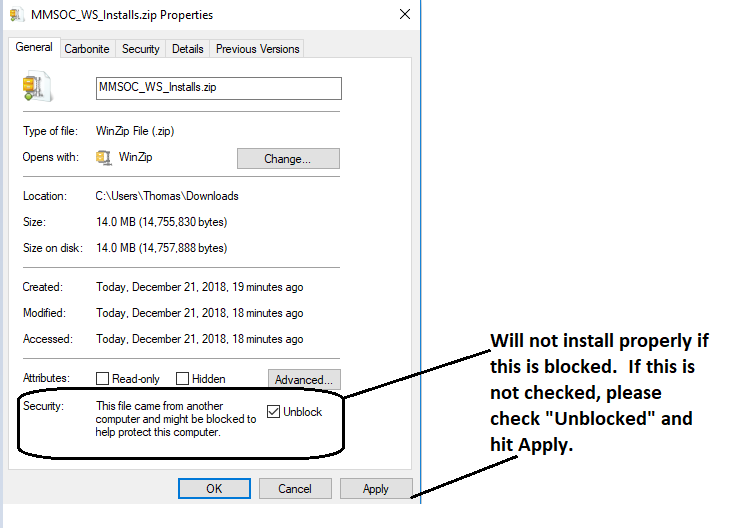 MMSOC_WS_Installs.zip Properties
General Carbonite Security Details Previous Versions
MMSOC_WS_Installs.zip
Type of file: WinZip File (.zip)
Opens with: WinZip Change...
Location: C:\Users\Thomas\Downloads
Size: 14.0 MB (14,755,830 bytes)
Size on disk: 14.0 MB (14,757,888 bytes)
Created: Today, December 21, 2018, 19 minutes ago
Modified: Today, December 21, 2018, 18 minutes ago
Accessed: Today, December 21, 2018, 18 minutes ago
Attributes: Read-only Hidden Advanced...
Security: This file came from another
computer and might be blocked to
help protect this computer.
Unblock
OK Cancel Apply
Will not install properly if
this is blocked. If this is
not checked, please
check "Unblocked" and
hit Apply.